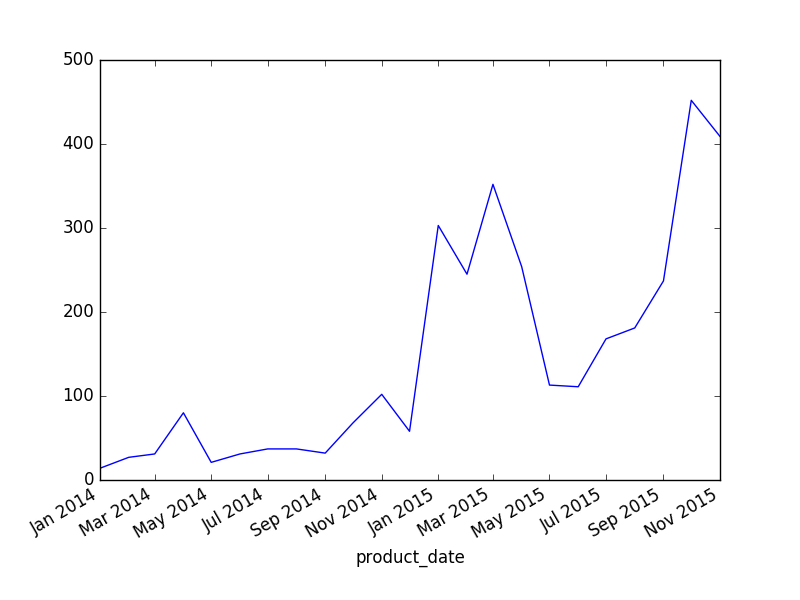 500
400
300
200
100
0
Jan 2014
Mar 2014
May 2014
Jul 2014
Sep 2014
Nov 2014
Jan 2015
Mar 2015
May 2015
Jul 2015
Sep 2015
Nov 2015
product_date